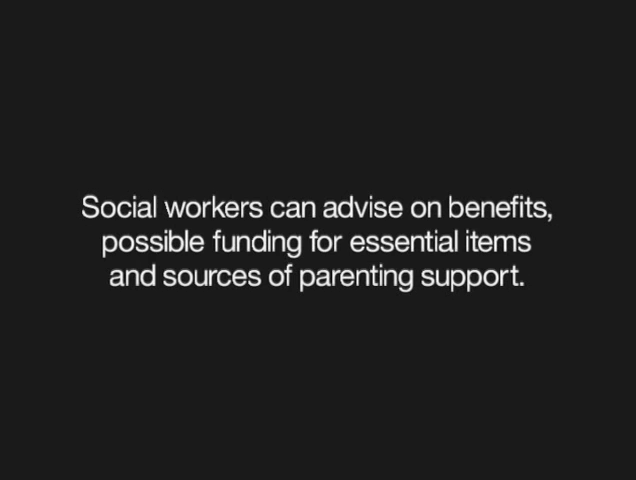 Social workers can advise on benefits,
possible funding for essential items
and sources of parenting support.